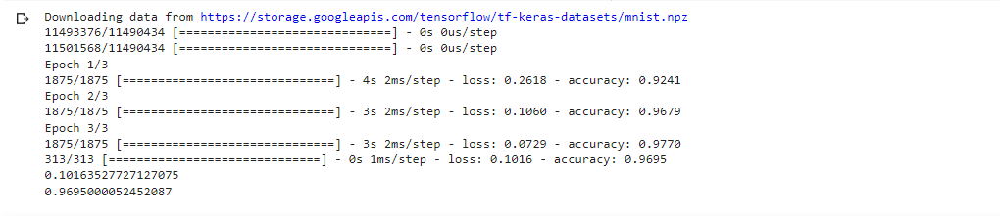 Downloading data from https://storage.googleapis.com/tensorflow/tf-keras-datasets/mnist.npz
11493376/11490434 [==============================] - 0s 0us/step
11501568/11490434 [==============================] - 0s 0us/step
Epoch 1/3
1875/1875 [==============================] - 4s 2ms/step - loss: 0.2618 - accuracy: 0.9241
Epoch 2/3
1875/1875 [==============================] - 3s 2ms/step - loss: 0.1060 - accuracy: 0.9679
Epoch 3/3
1875/1875 [==============================] - 3s 2ms/step - loss: 0.0729 - accuracy: 0.9770
313/313 [==============================] - 0s 1ms/step - loss: 0.1016 - accuracy: 0.9695
0.10163527727127075
0.9695000052452087